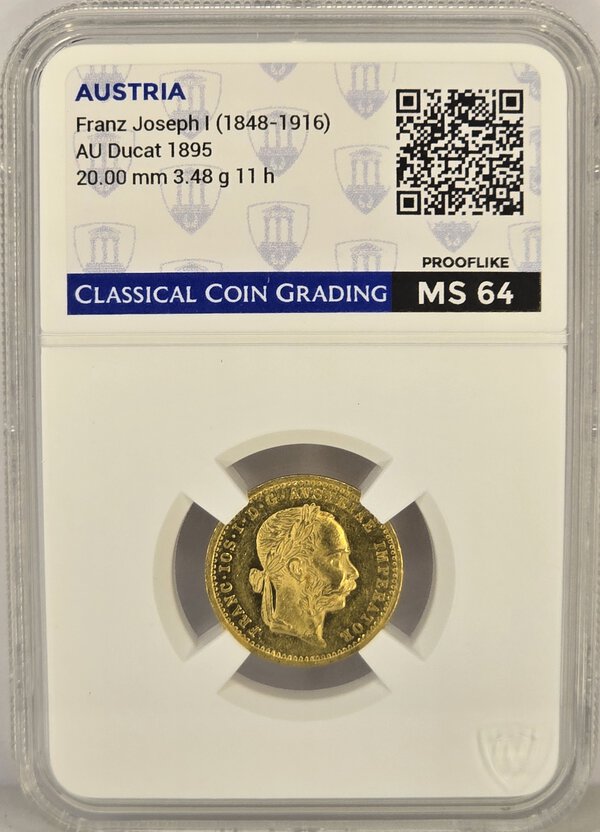 AUSTRIA
Franz Joseph I (1848-1916)
AU Ducat 1895
20.00 mm 3.48 g 11 h
PROOFLIKE
CLASSICAL COIN GRADING
MS 64
FRANC·IOS·I·D·G·AUSTRIAE IMPERATOR